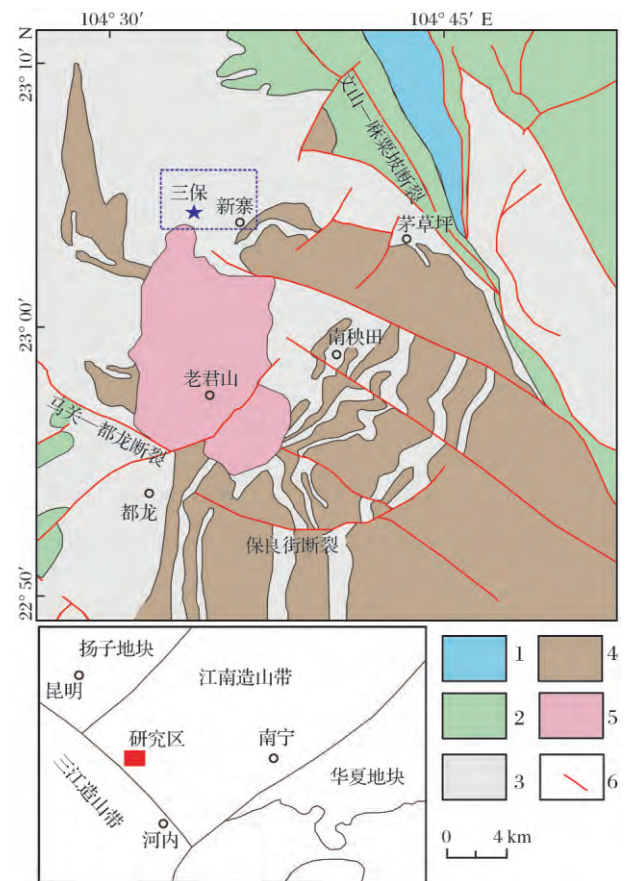 104° 30′
104° 45′ E
23° 10′ N
23° 00′
22° 50′
文山—麻栗坡断裂
三保
新寨
茅草坪
南秧田
老君山
马关—都龙断裂
都龙
保良街断裂
扬子地块
昆明
江南造山带
研究区
南宁
三江造山带
华夏地块
河内
1
2
3
4
5
6
0 4 km